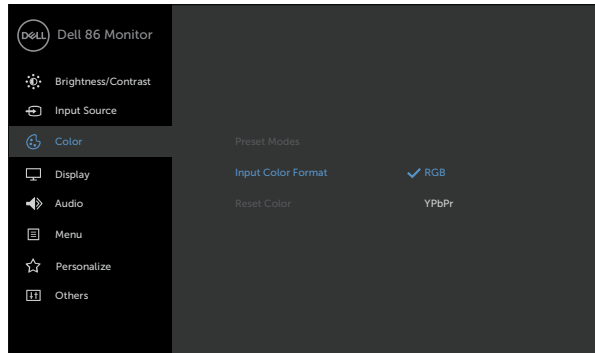 DELL Dell 86 Monitor
Brightness/Contrast
Input Source
Color
Preset Modes
Display
Input Color Format RGB
Audio
Reset Color YPbPr
Menu
Personalize
Others